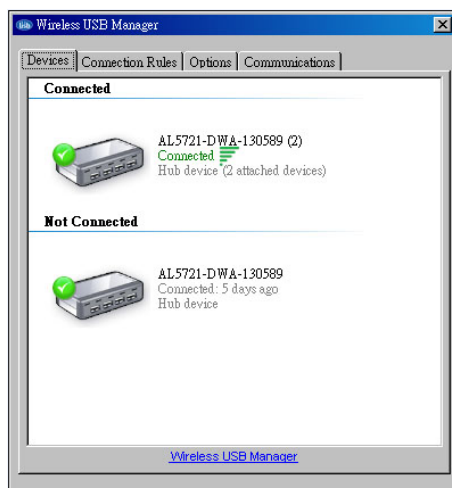 Wireless USB Manager
Devices Connection Rules Options Communications
Connected
AL5721-DWA-130589 (2)
Connected
Hub device (2 attached devices)
Not Connected
AL5721-DWA-130589
Connected: 5 days ago
Hub device
Wireless USB Manager